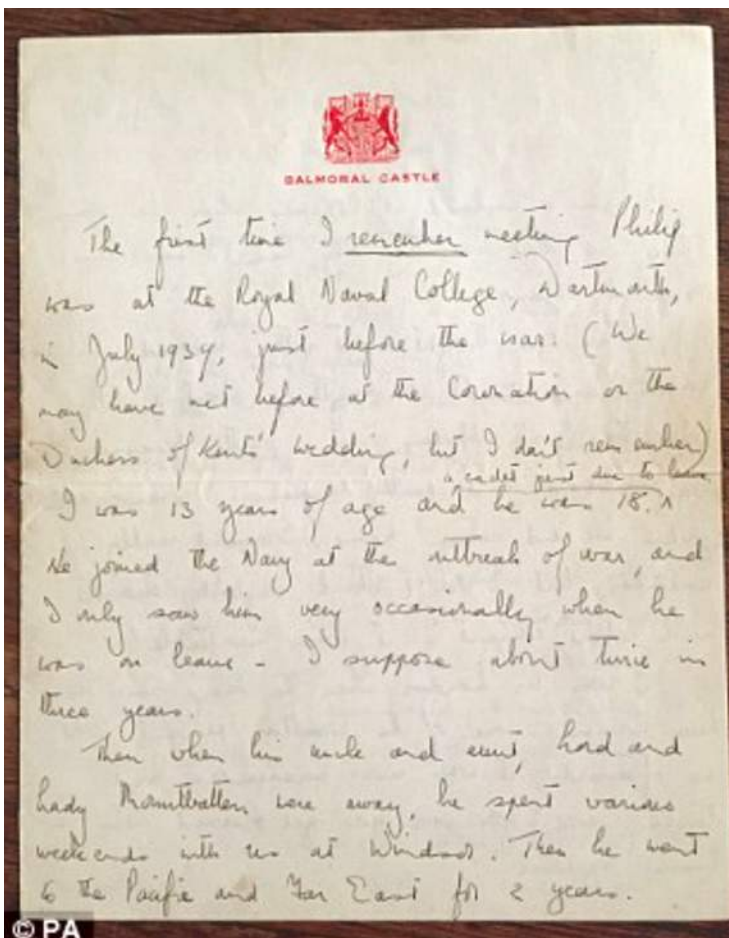 BALMORAL CASTLE
The first time I remember meeting Philip
was at the Royal Naval College, Dartmouth,
in July 1939, just before the war. (We
may have met before at the Coronation or the
Duchess of Kent's wedding, but I don't remember)
a cadet just due to leave
I was 13 years of age and he was 18. ^
He joined the Navy at the outbreak of war, and
I only saw him very occasionally when he
was on leave - I suppose about twice in
three years.
Then when his uncle and aunt, Lord and
Lady Mountbatten were away, he spent various
weekends with us at Windsor. Then he went
to the Pacific and Far East for 2 years.
© PA